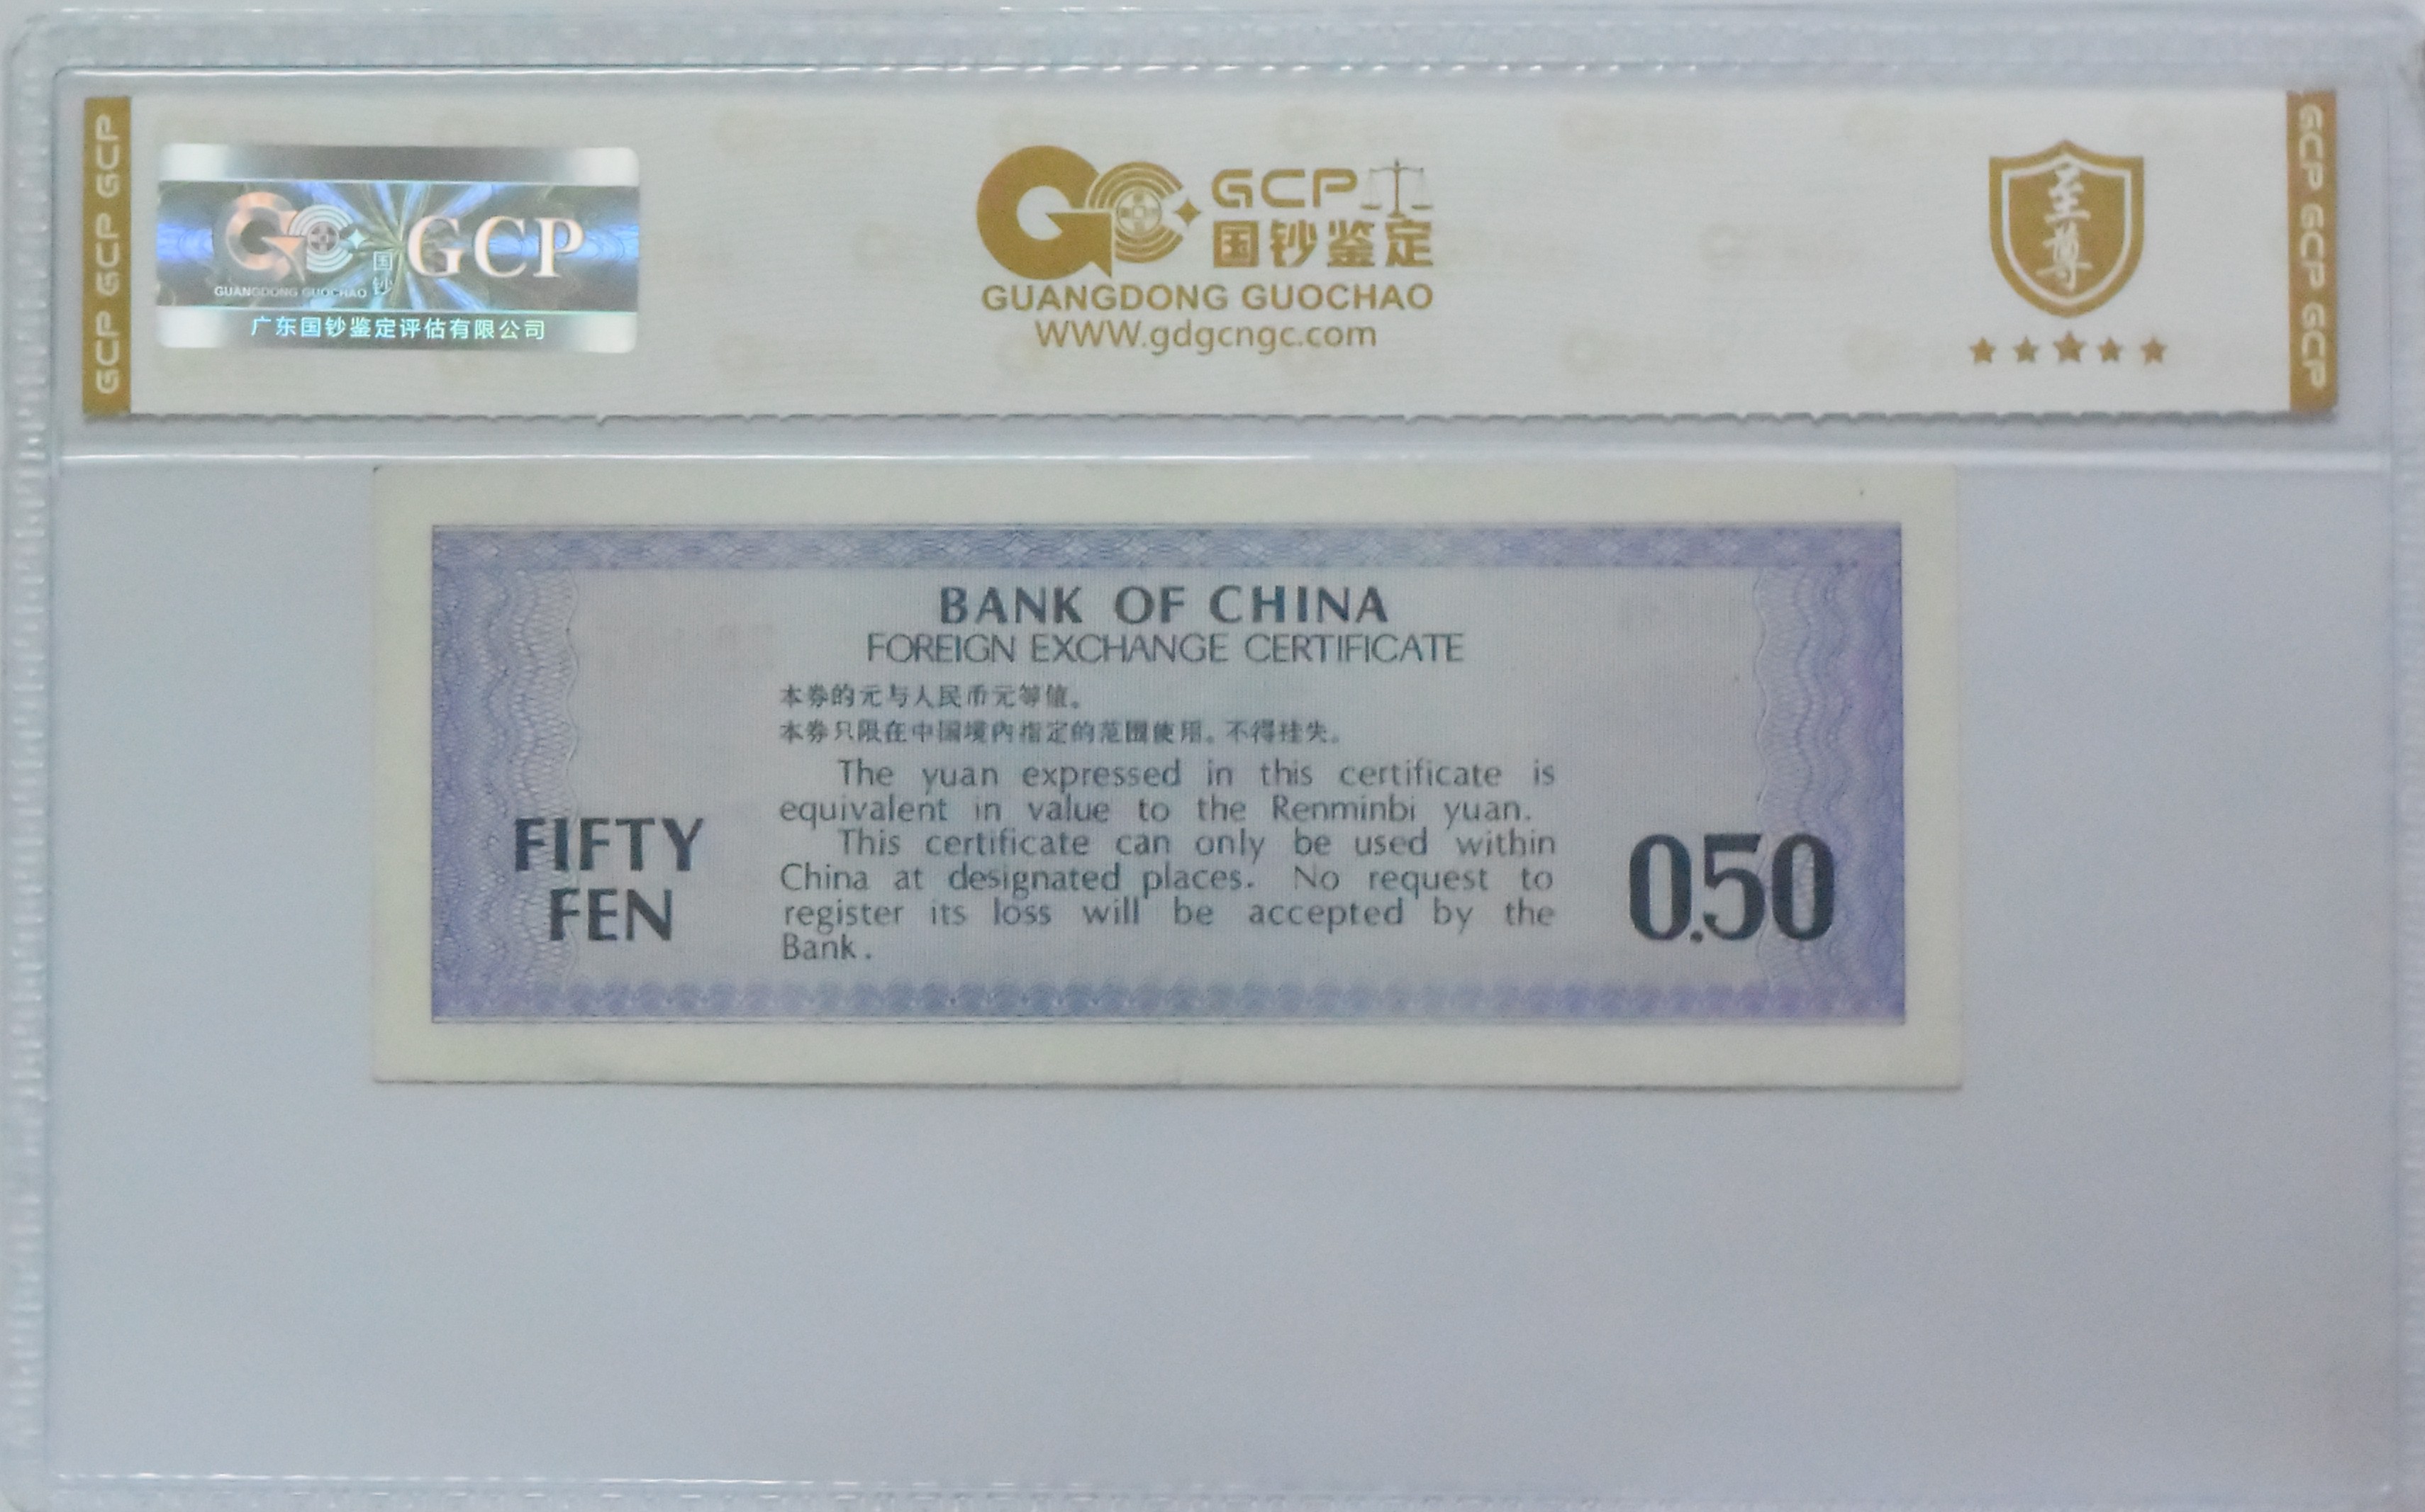 GCP GCP GCP
GUANGDONG GUOCHAO
国钞
GCP
广东国钞鉴定评估有限公司
GCP
国钞鉴定
GUANGDONG GUOCHAO
WWW.gdgcngc.com
至尊
GCP GCP GCP
BANK OF CHINA
FOREIGN EXCHANGE CERTIFICATE
本券的元与人民币元等值。
本券只限在中国境内指定的范围使用。不得挂失。
The yuan expressed in this certificate is
equivalent in value to the Renminbi yuan.
This certificate can only be used within
China at designated places. No request to
register its loss will be accepted by the
Bank.
FIFTY
FEN
0.50